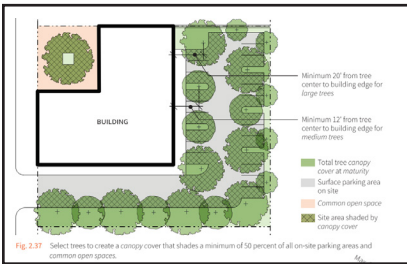 Minimum 20' from tree
center to building edge for
large trees
Minimum 12' from tree
center to building edge for
medium trees
BUILDING
Total tree canopy
cover at maturity
Surface parking area
on site
Common open space
Site area shaded by
canopy cover
Fig. 2.37 Select trees to create a canopy cover that shades a minimum of 50 percent of all on-site parking areas and
common open spaces.